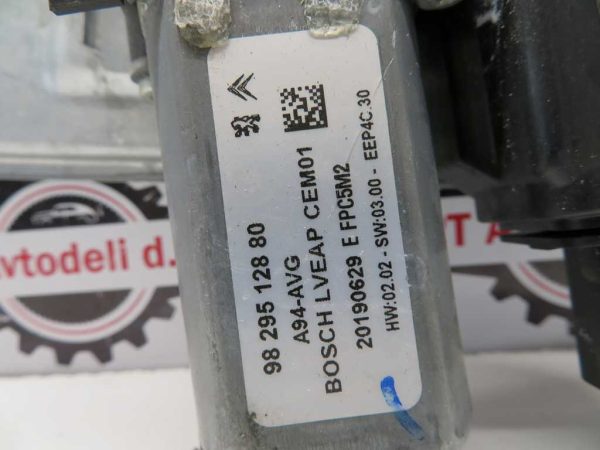 98 295 128 80
A94-AVG
BOSCH LVEAP CEM01
20190629 E FPC5M2
HW:02.02 - SW:03.00 - EEP4C.30
vtodeli d.
T A